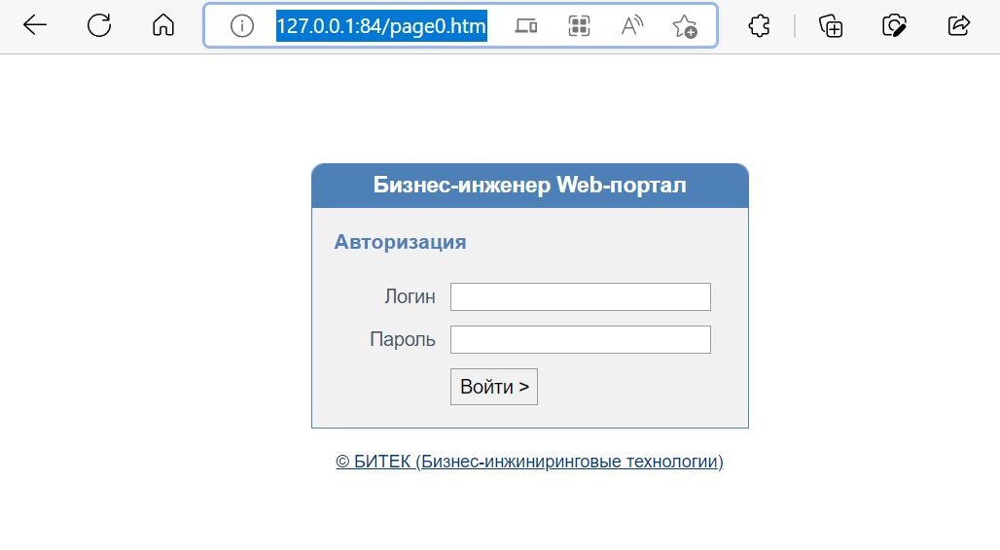 127.0.0.1:84/page0.htm
Бизнес-инженер Web-портал
Авторизация
Логин
Пароль
Войти >
© БИТЕК (Бизнес-инжиниринговые технологии)